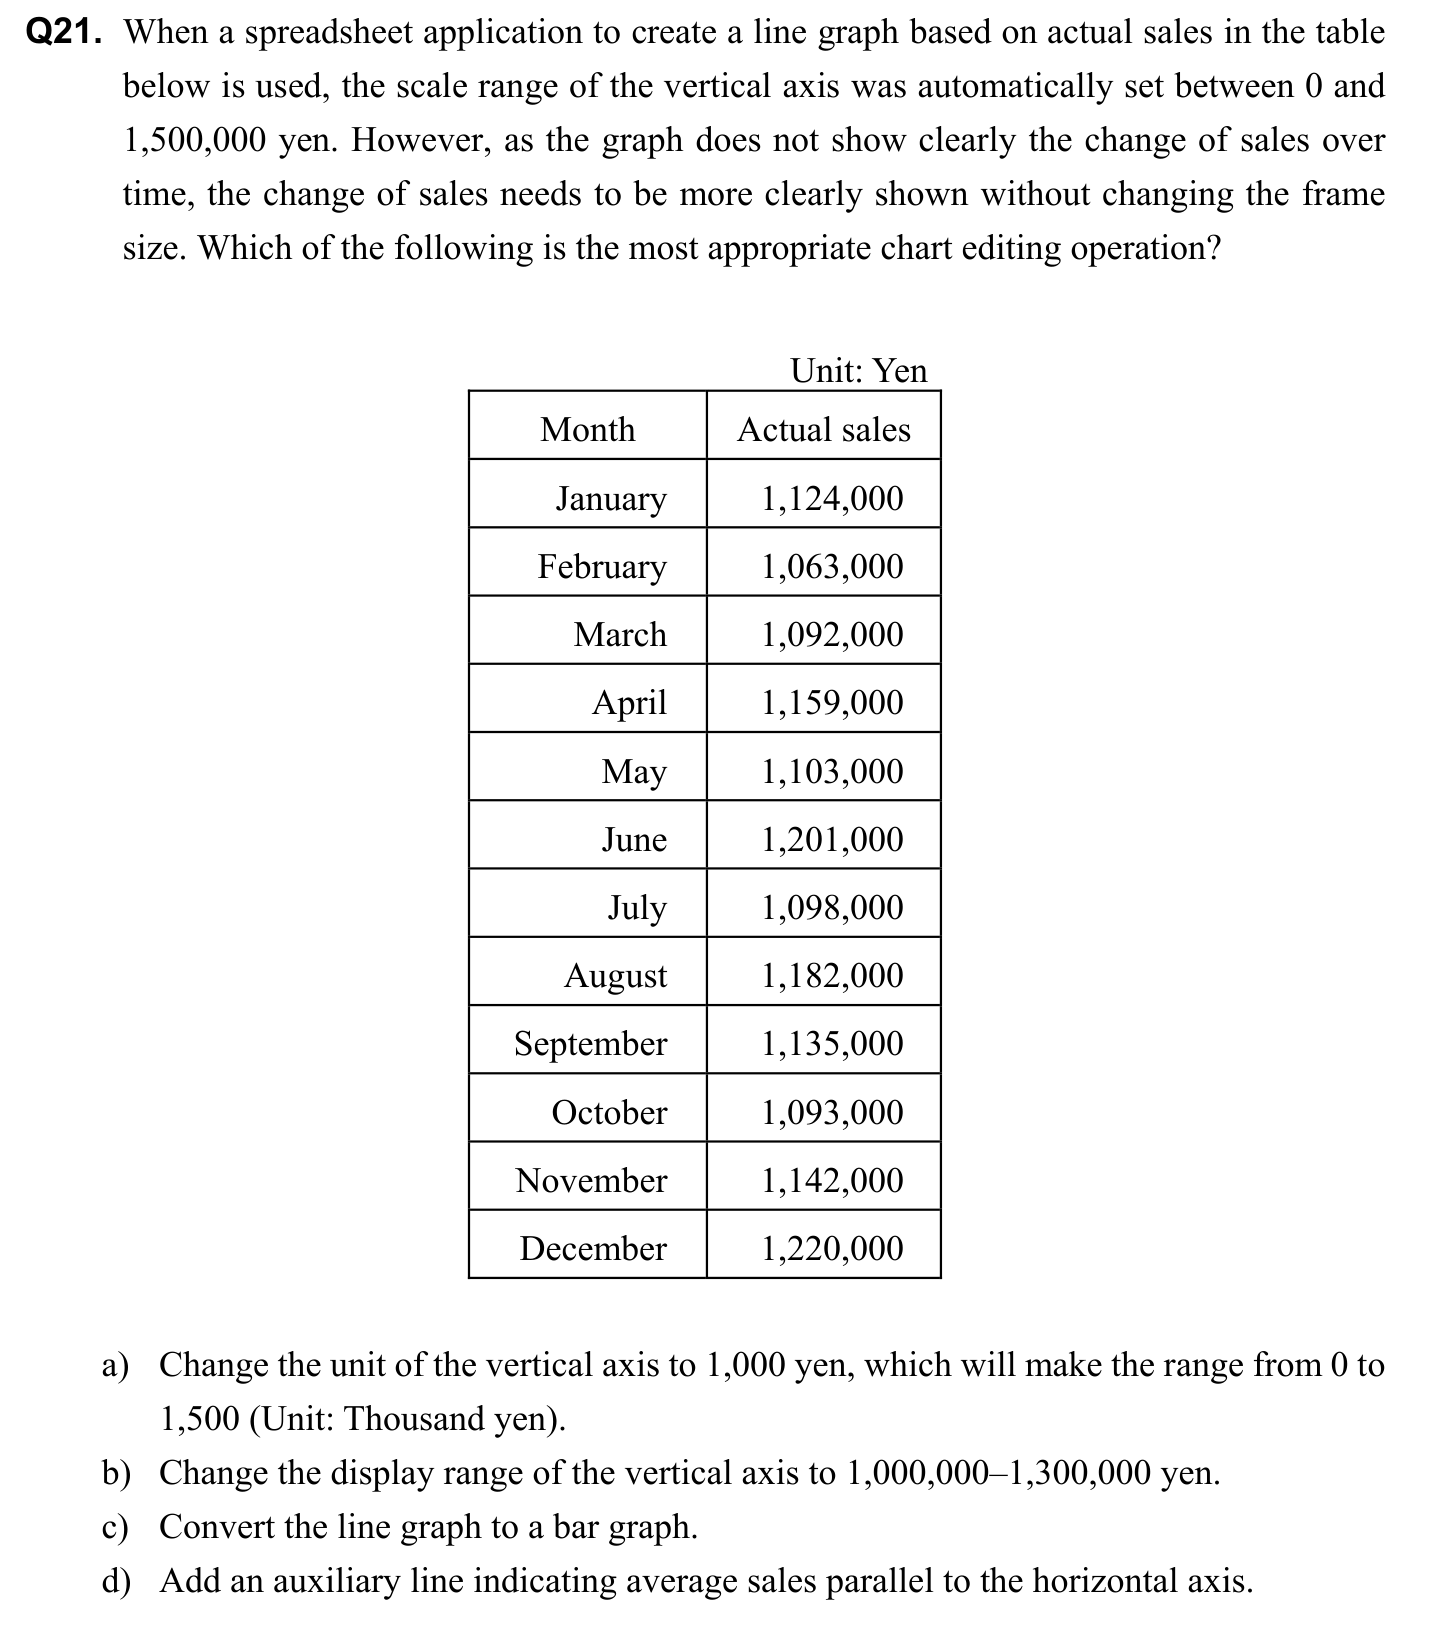 Q21. When a spreadsheet application to create a line graph based on actual sales in the table
below is used, the scale range of the vertical axis was automatically set between 0 and
1,500,000 yen. However, as the graph does not show clearly the change of sales over
time, the change of sales needs to be more clearly shown without changing the frame
size. Which of the following is the most appropriate chart editing operation?
Unit: Yen
Month Actual sales
January 1,124,000
February 1,063,000
March 1,092,000
April 1,159,000
May 1,103,000
June 1,201,000
July 1,098,000
August 1,182,000
September 1,135,000
October 1,093,000
November 1,142,000
December 1,220,000
a) Change the unit of the vertical axis to 1,000 yen, which will make the range from 0 to
1,500 (Unit: Thousand yen).
b) Change the display range of the vertical axis to 1,000,000–1,300,000 yen.
c) Convert the line graph to a bar graph.
d) Add an auxiliary line indicating average sales parallel to the horizontal axis.